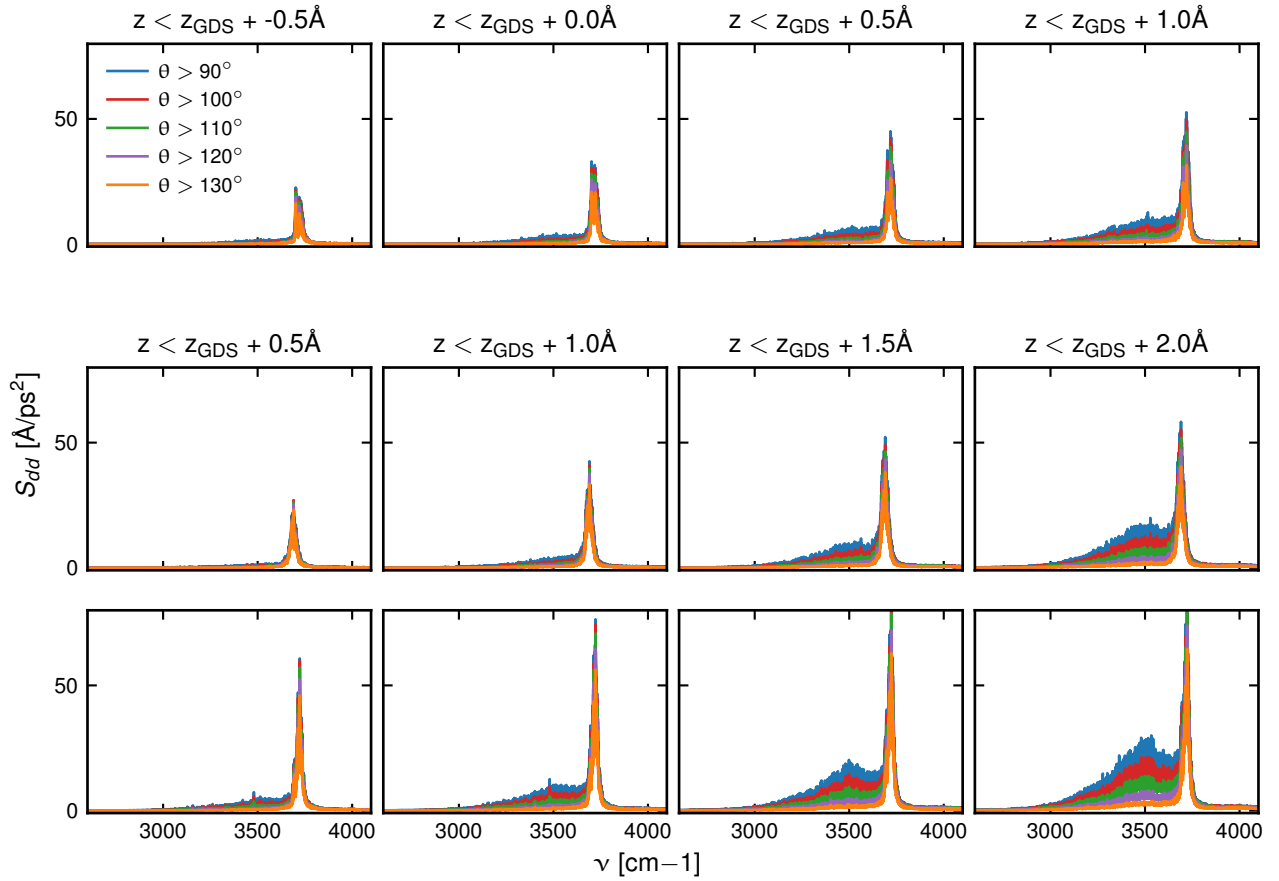 z < z_GDS + -0.5Å
z < z_GDS + 0.0Å
z < z_GDS + 0.5Å
z < z_GDS + 1.0Å
θ > 90°
θ > 100°
θ > 110°
θ > 120°
θ > 130°
50
0
z < z_GDS + 0.5Å
z < z_GDS + 1.0Å
z < z_GDS + 1.5Å
z < z_GDS + 2.0Å
S_dd [Å/ps²]
50
0
50
0
3000 3500 4000
3000 3500 4000
3000 3500 4000
3000 3500 4000
ν [cm−1]